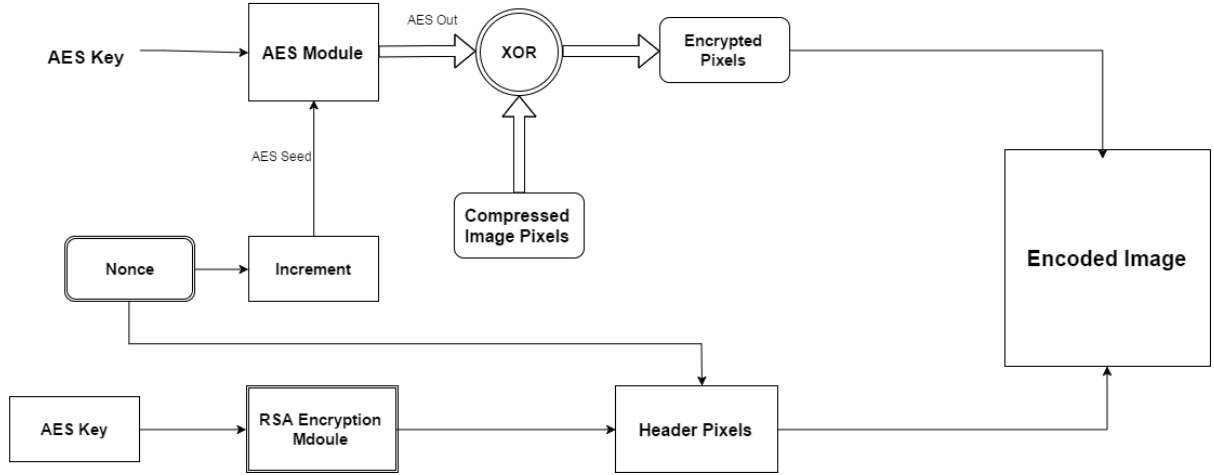 AES Key
AES Module
AES Out
XOR
Encrypted
Pixels
AES Seed
Compressed
Image Pixels
Nonce
Increment
Encoded Image
AES Key
RSA Encryption
Mdoule
Header Pixels